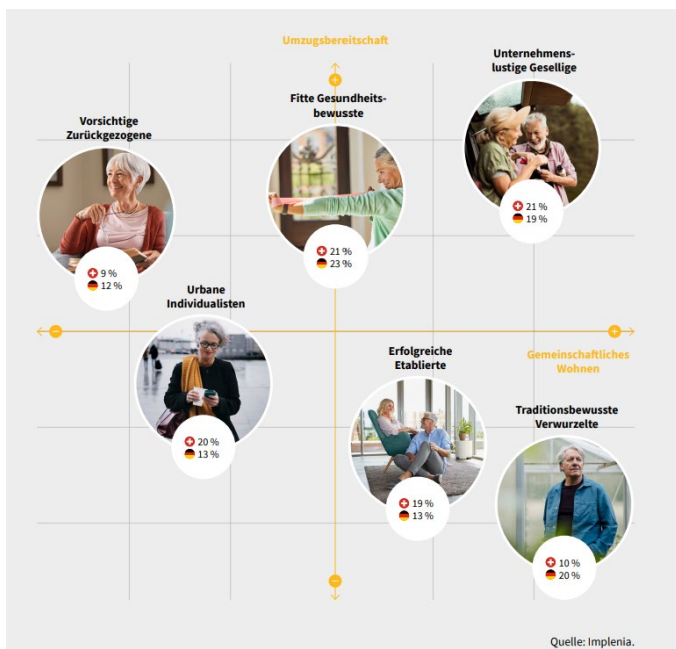 Umzugsbereitschaft
Unternehmens-
lustige Gesellige
+
Fitte Gesundheits-
bewusste
Vorsichtige
Zurückgezogene
21 %
19 %
21 %
23 %
9 %
12 %
Urbane
Individualisten
−
+
Erfolgreiche
Etablierte
Gemeinschaftliches
Wohnen
Traditionsbewusste
Verwurzelte
20 %
13 %
19 %
13 %
10 %
20 %
−
Quelle: Implenia.